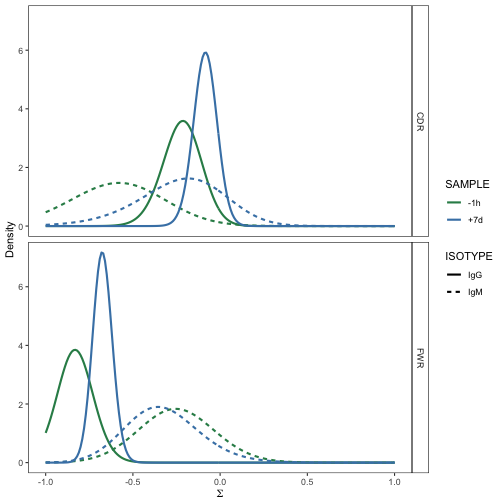 6
4
2
0
CDR
6
4
2
0
FWR
Density
-1.0
-0.5
0.0
0.5
1.0
Σ
SAMPLE
-1h
+7d
ISOTYPE
IgG
IgM